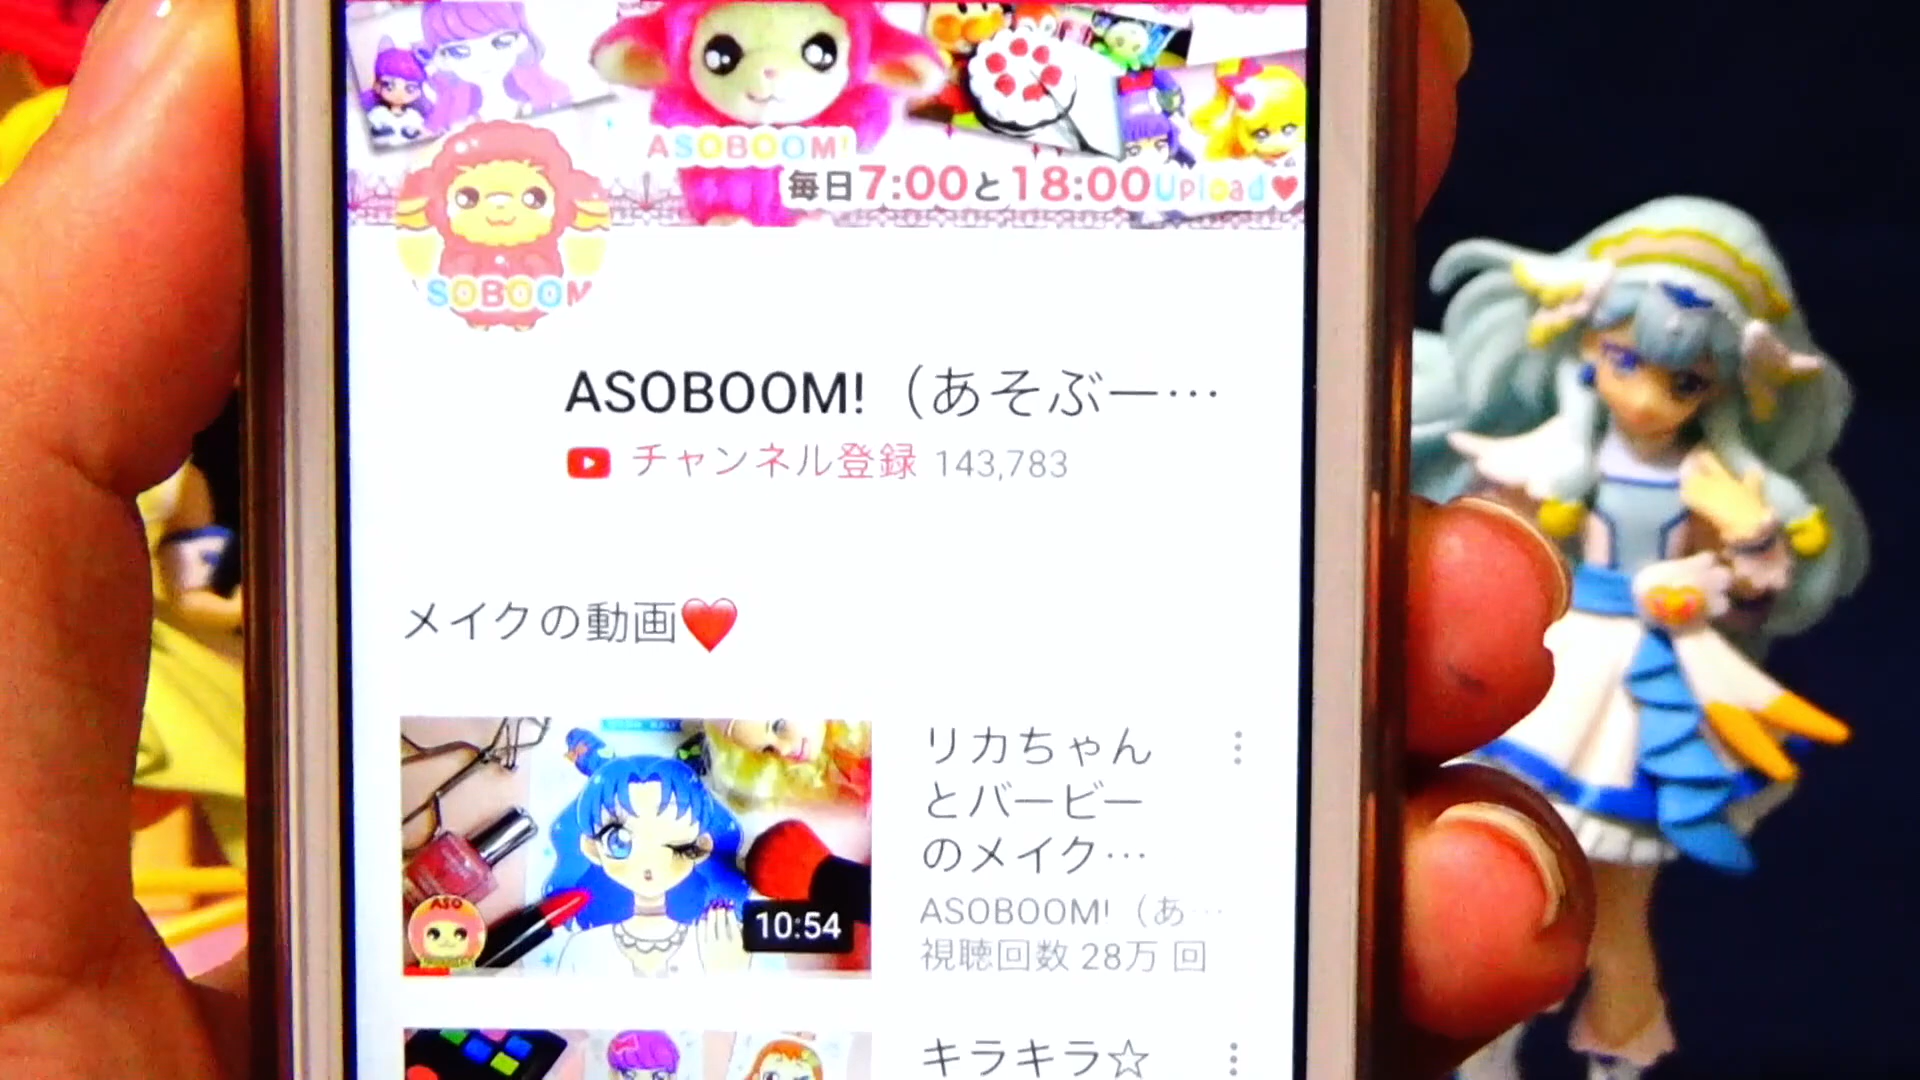 ASOBOOM!
毎日7:00と18:00Upload♥
ASOBOOM
ASOBOOM!（あそぶー…
チャンネル登録 143,783
メイクの動画❤
リカちゃん
とバービー
のメイク…
ASO
10:54
ASOBOOM!（あ…
視聴回数 28万 回
キラキラ☆